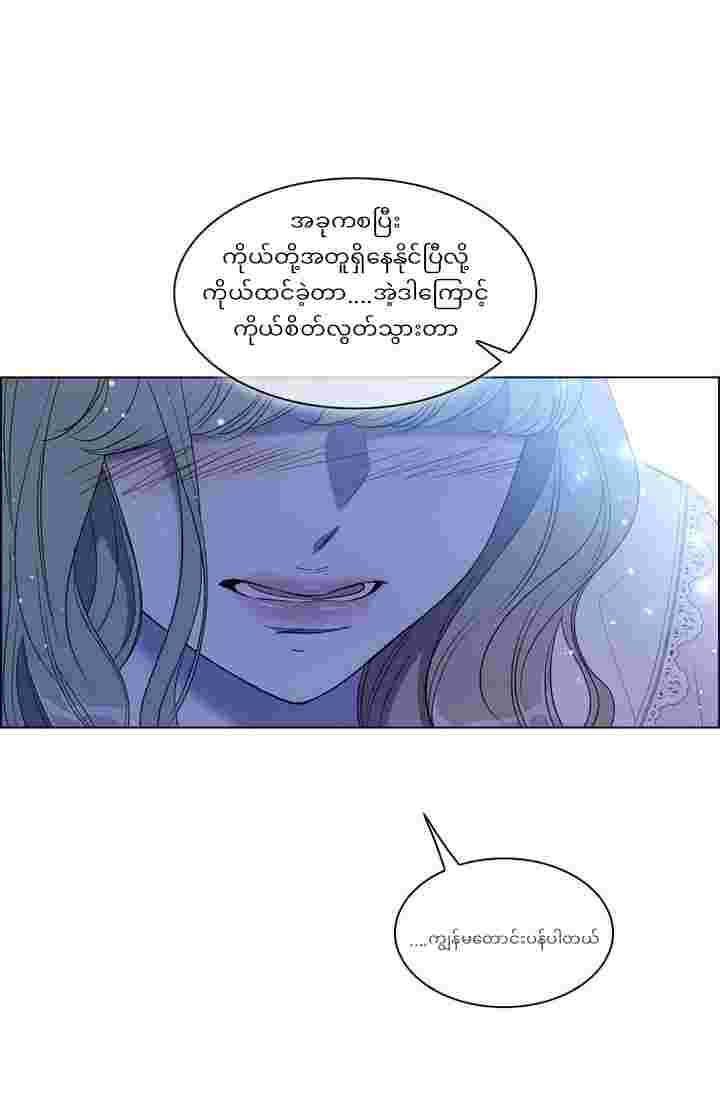 အခုကစပြီး
ကိုယ်တို့အတူရှိနေနိုင်ပြီလို့
ကိုယ်ထင်ခဲ့တာ....အဲ့ဒါကြောင့်
ကိုယ်စိတ်လွတ်သွားတာ
....ကျွန်မတောင်းပန်ပါတယ်